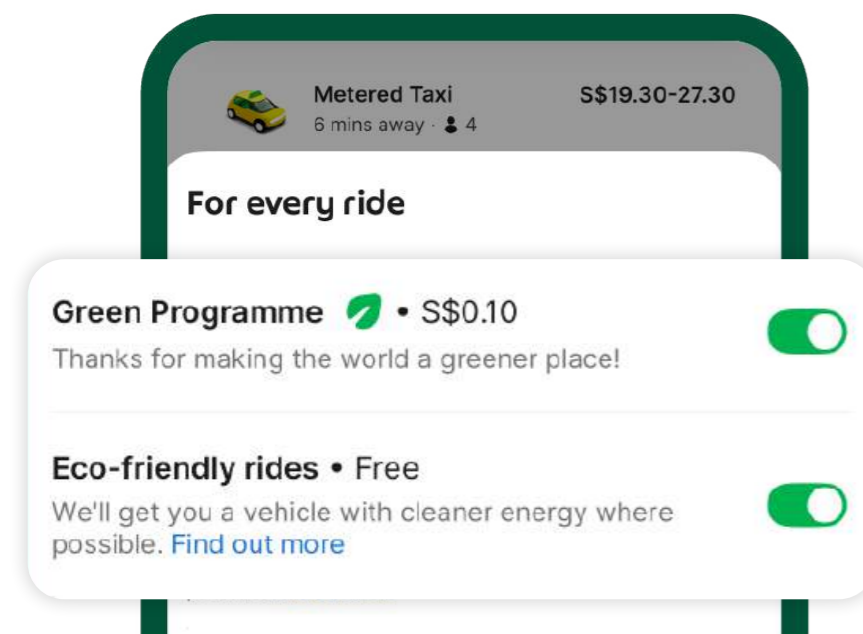 Metered Taxi S$19.30-27.30
6 mins away · 4
For every ride
Green Programme • S$0.10
Thanks for making the world a greener place!
Eco-friendly rides • Free
We'll get you a vehicle with cleaner energy where
possible. Find out more